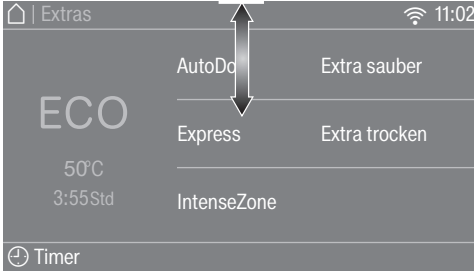 | Extras 11:02
AutoDo Extra sauber
ECO
Express Extra trocken
50°C
3:55Std
IntenseZone
Timer